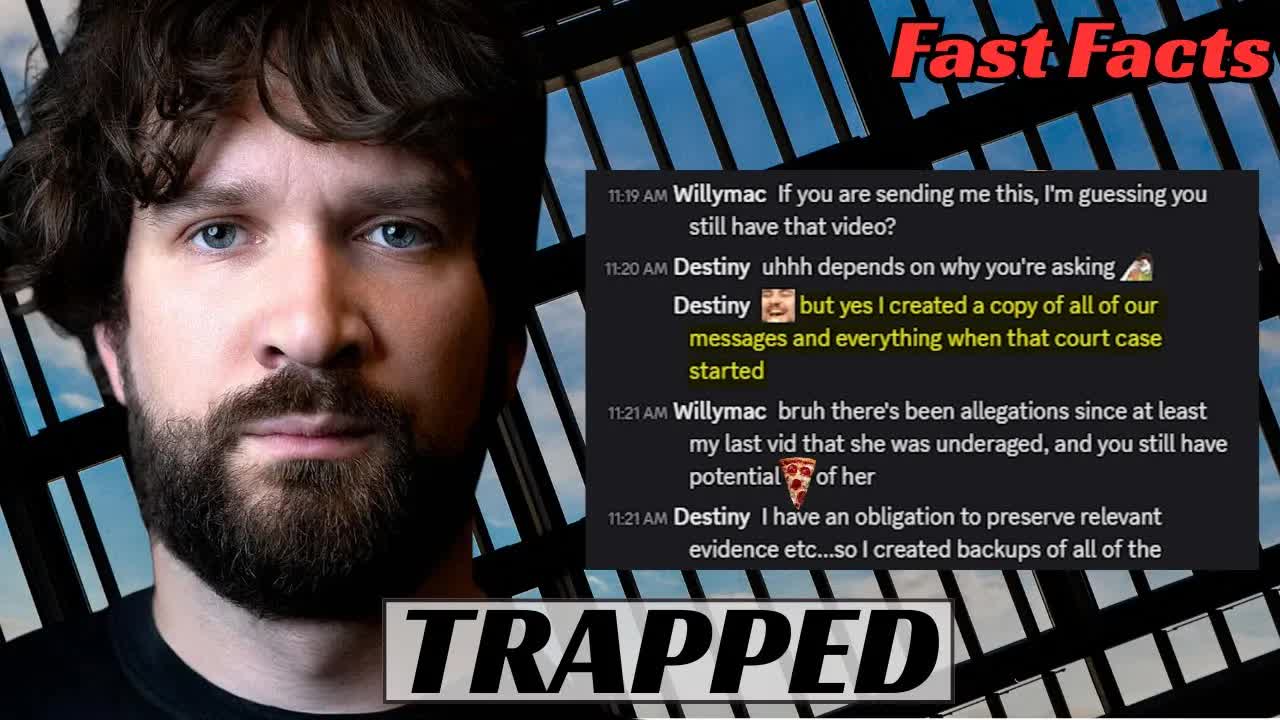 Fast Facts
11:19 AM Willymac If you are sending me this, I'm guessing you
still have that video?
11:20 AM Destiny uhhh depends on why you're asking
Destiny but yes I created a copy of all of our
messages and everything when that court case
started
11:21 AM Willymac bruh there's been allegations since at least
my last vid that she was underaged, and you still have
potential of her
11:21 AM Destiny I have an obligation to preserve relevant
evidence etc...so I created backups of all of the
TRAPPED